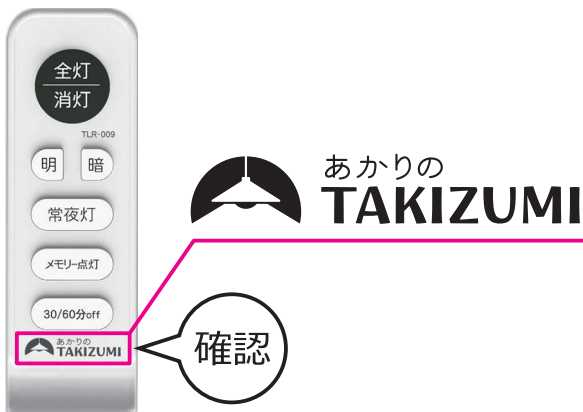 全灯
消灯
TLR-009
明 暗
常夜灯
メモリー点灯
30/60分off
あかりの
TAKIZUMI
あかりの
TAKIZUMI
確認